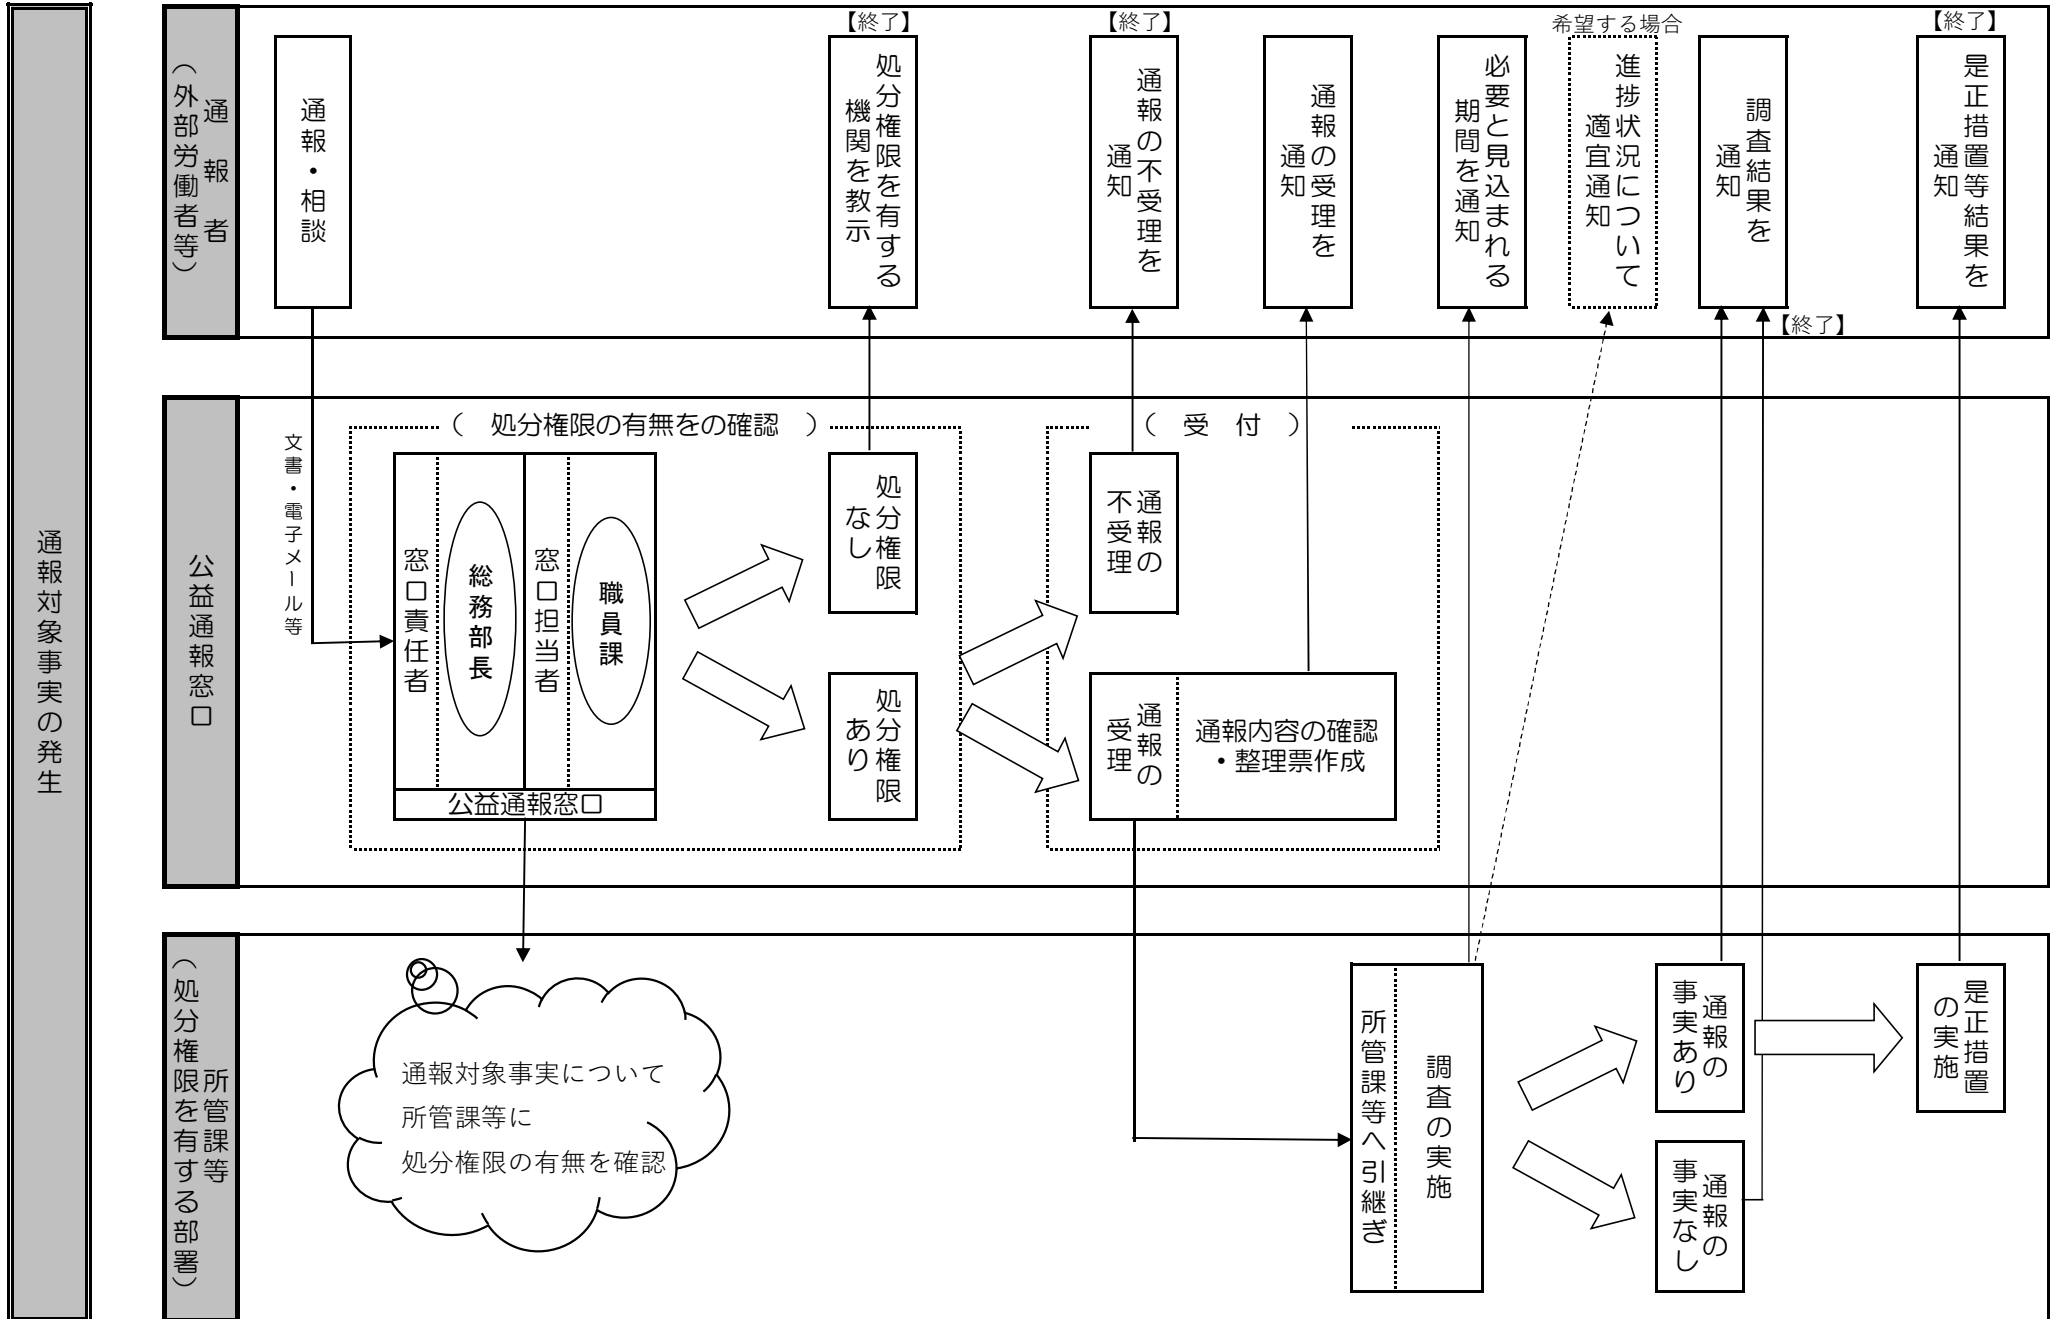 通報対象事実の発生
通報者
（外部労働者等）
通報・相談
【終了】
処分権限を有する
機関を教示
【終了】
通報の不受理を
通知
通報の受理を
通知
必要と見込まれる
期間を通知
希望する場合
進捗状況について
適宜通知
調査結果を
通知
【終了】
【終了】
是正措置等結果を
通知
公益通報窓口
文書・電子メール等
（　処分権限の有無をの確認　）
窓口責任者
総務部長
窓口担当者
職員課
公益通報窓口
処分権限
なし
処分権限
あり
（　受　付　）
通報の
不受理
通報の
受理
通報内容の確認
・整理票作成
所管課等
（処分権限を有する部署）
通報対象事実について
所管課等に
処分権限の有無を確認
所管課等へ引継ぎ
調査の実施
通報の
事実あり
通報の
事実なし
是正措置
の実施